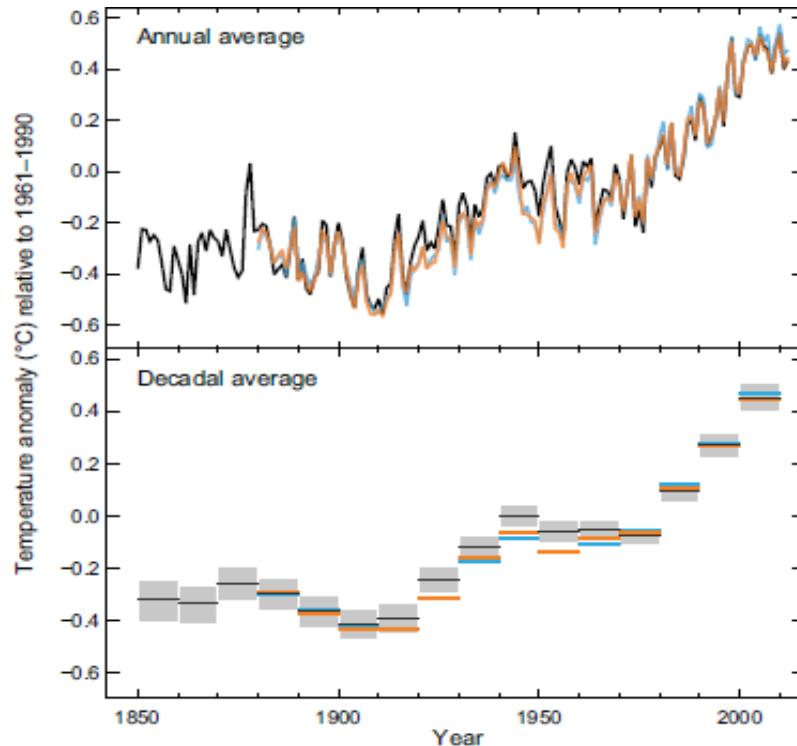 Annual average
0.6
0.4
0.2
0.0
−0.2
−0.4
−0.6
Temperature anomaly (°C) relative to 1961–1990
Decadal average
0.6
0.4
0.2
0.0
−0.2
−0.4
−0.6
1850 1900 1950 2000
Year